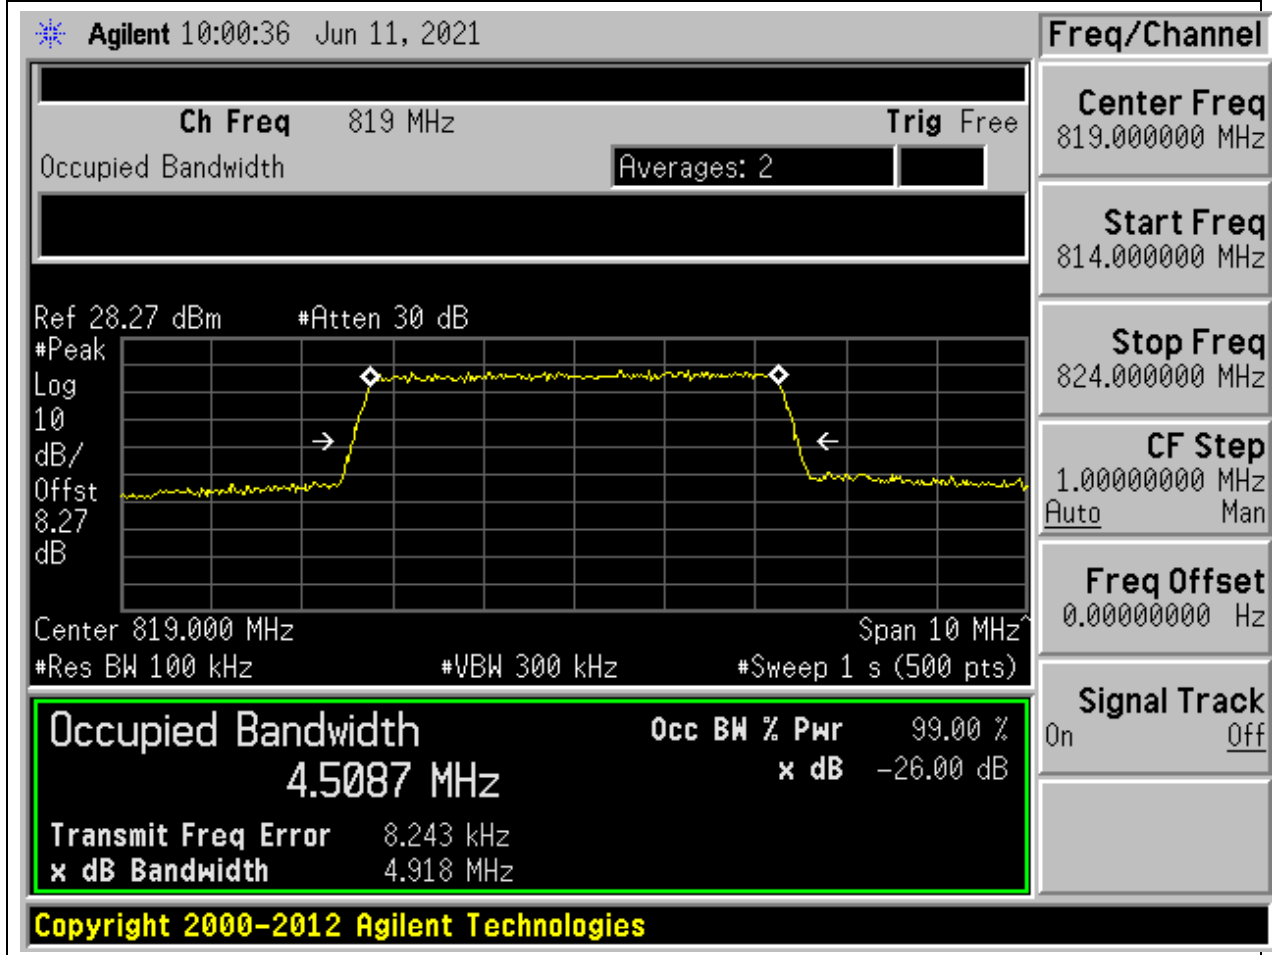 Agilent 10:00:36 Jun 11, 2021
Freq/Channel
Ch Freq 819 MHz Trig Free
Occupied Bandwidth Averages: 2
Center Freq
819.000000 MHz
Start Freq
814.000000 MHz
Stop Freq
824.000000 MHz
CF Step
1.00000000 MHz
Auto Man
Freq Offset
0.00000000 Hz
Signal Track
On Off
Ref 28.27 dBm #Atten 30 dB
#Peak
Log
10
dB/
Offst
8.27
dB
Center 819.000 MHz Span 10 MHz^
#Res BW 100 kHz #VBW 300 kHz #Sweep 1 s (500 pts)
Occupied Bandwidth Occ BW % Pwr 99.00 %
4.5087 MHz x dB -26.00 dB
Transmit Freq Error 8.243 kHz
x dB Bandwidth 4.918 MHz
Copyright 2000-2012 Agilent Technologies